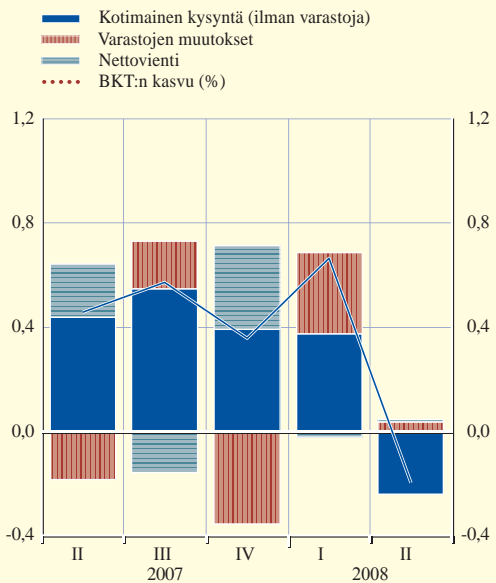 Kotimainen kysyntä (ilman varastoja)
Varastojen muutokset
Nettovienti
BKT:n kasvu (%)
1,2 1,2
0,8 0,8
0,4 0,4
0,0 0,0
-0,4 -0,4
II III IV I II
2007 2008